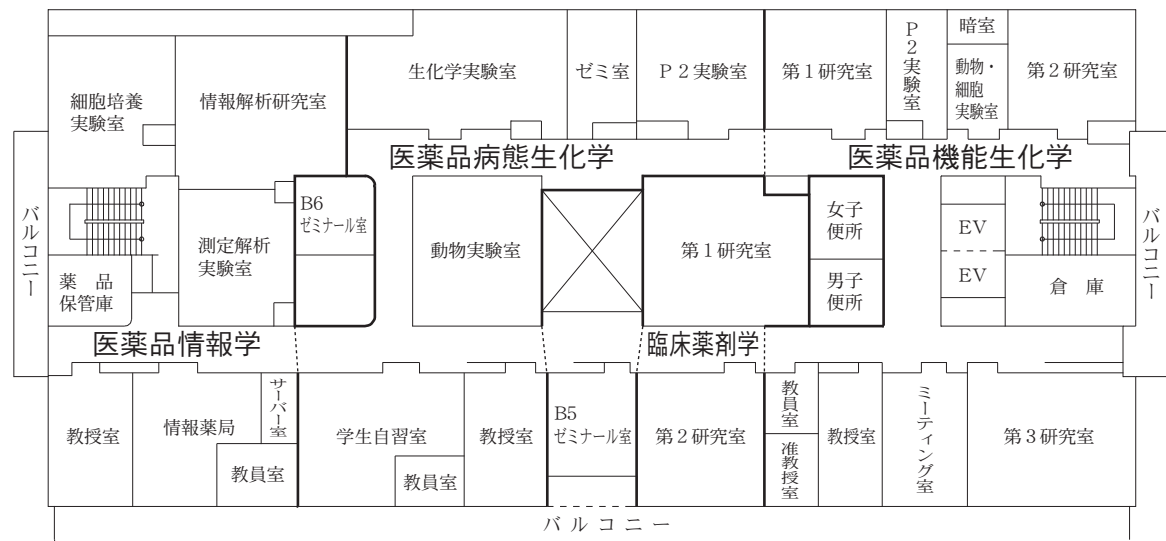 細胞培養
実験室
情報解析研究室
生化学実験室
ゼミ室
P2実験室
第1研究室
P2実験室
暗室
動物・
細胞
実験室
第2研究室
医薬品病態生化学
医薬品機能生化学
バルコニー
測定解析
実験室
B6
ゼミナール室
動物実験室
第1研究室
女子
便所
男子
便所
EV
EV
倉庫
バルコニー
薬品
保管庫
医薬品情報学
臨床薬剤学
教授室
情報薬局
サーバー室
教員室
学生自習室
教員室
教授室
B5
ゼミナール室
第2研究室
教員室
准教授室
教授室
ミーティング室
第3研究室
バルコニー